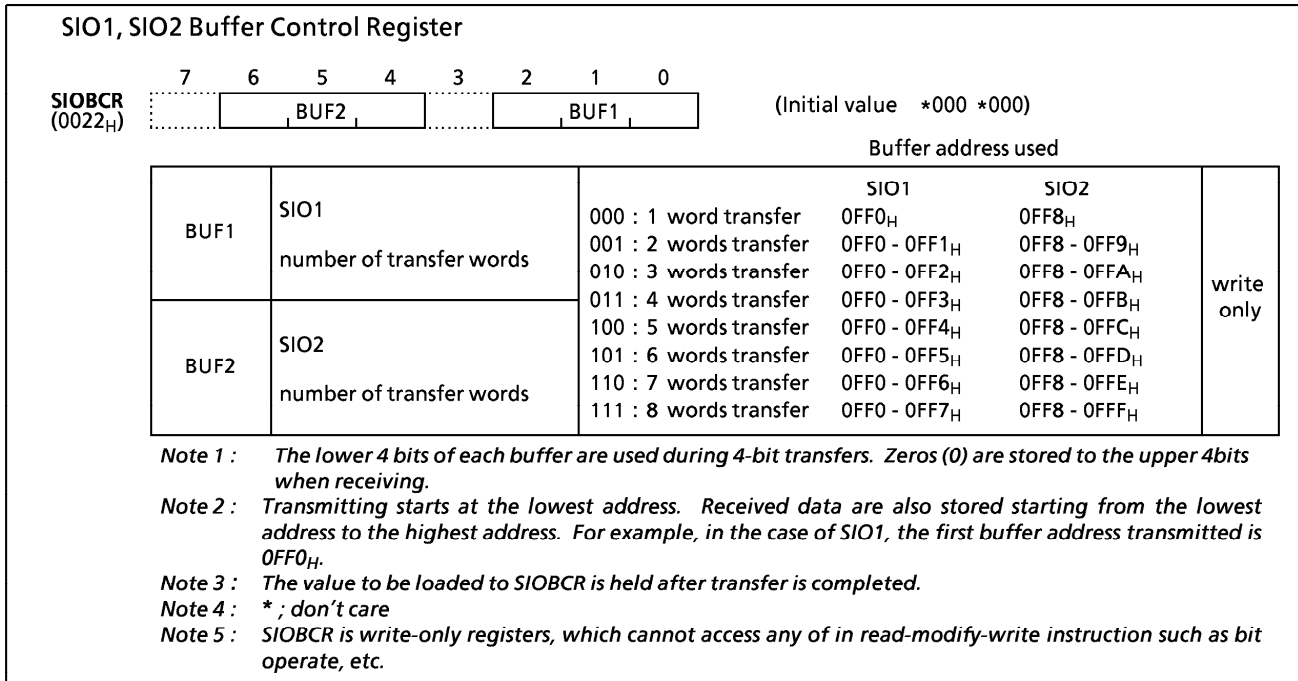 SIO1, SIO2 Buffer Control Register
7 6 5 4 3 2 1 0
SIOBCR
(0022H)
BUF2 BUF1 (Initial value *000 *000)
Buffer address used
SIO1 SIO2
BUF1 SIO1
number of transfer words
BUF2 SIO2
number of transfer words
000 : 1 word transfer 0FF0H 0FF8H
001 : 2 words transfer 0FF0 - 0FF1H 0FF8 - 0FF9H
010 : 3 words transfer 0FF0 - 0FF2H 0FF8 - 0FFAH
011 : 4 words transfer 0FF0 - 0FF3H 0FF8 - 0FFBH
100 : 5 words transfer 0FF0 - 0FF4H 0FF8 - 0FFCH
101 : 6 words transfer 0FF0 - 0FF5H 0FF8 - 0FFDH
110 : 7 words transfer 0FF0 - 0FF6H 0FF8 - 0FFEH
111 : 8 words transfer 0FF0 - 0FF7H 0FF8 - 0FFFH
write
only
Note 1 : The lower 4 bits of each buffer are used during 4-bit transfers. Zeros (0) are stored to the upper 4bits
when receiving.
Note 2 : Transmitting starts at the lowest address. Received data are also stored starting from the lowest
address to the highest address. For example, in the case of SIO1, the first buffer address transmitted is
0FF0H.
Note 3 : The value to be loaded to SIOBCR is held after transfer is completed.
Note 4 : * ; don't care
Note 5 : SIOBCR is write-only registers, which cannot access any of in read-modify-write instruction such as bit
operate, etc.